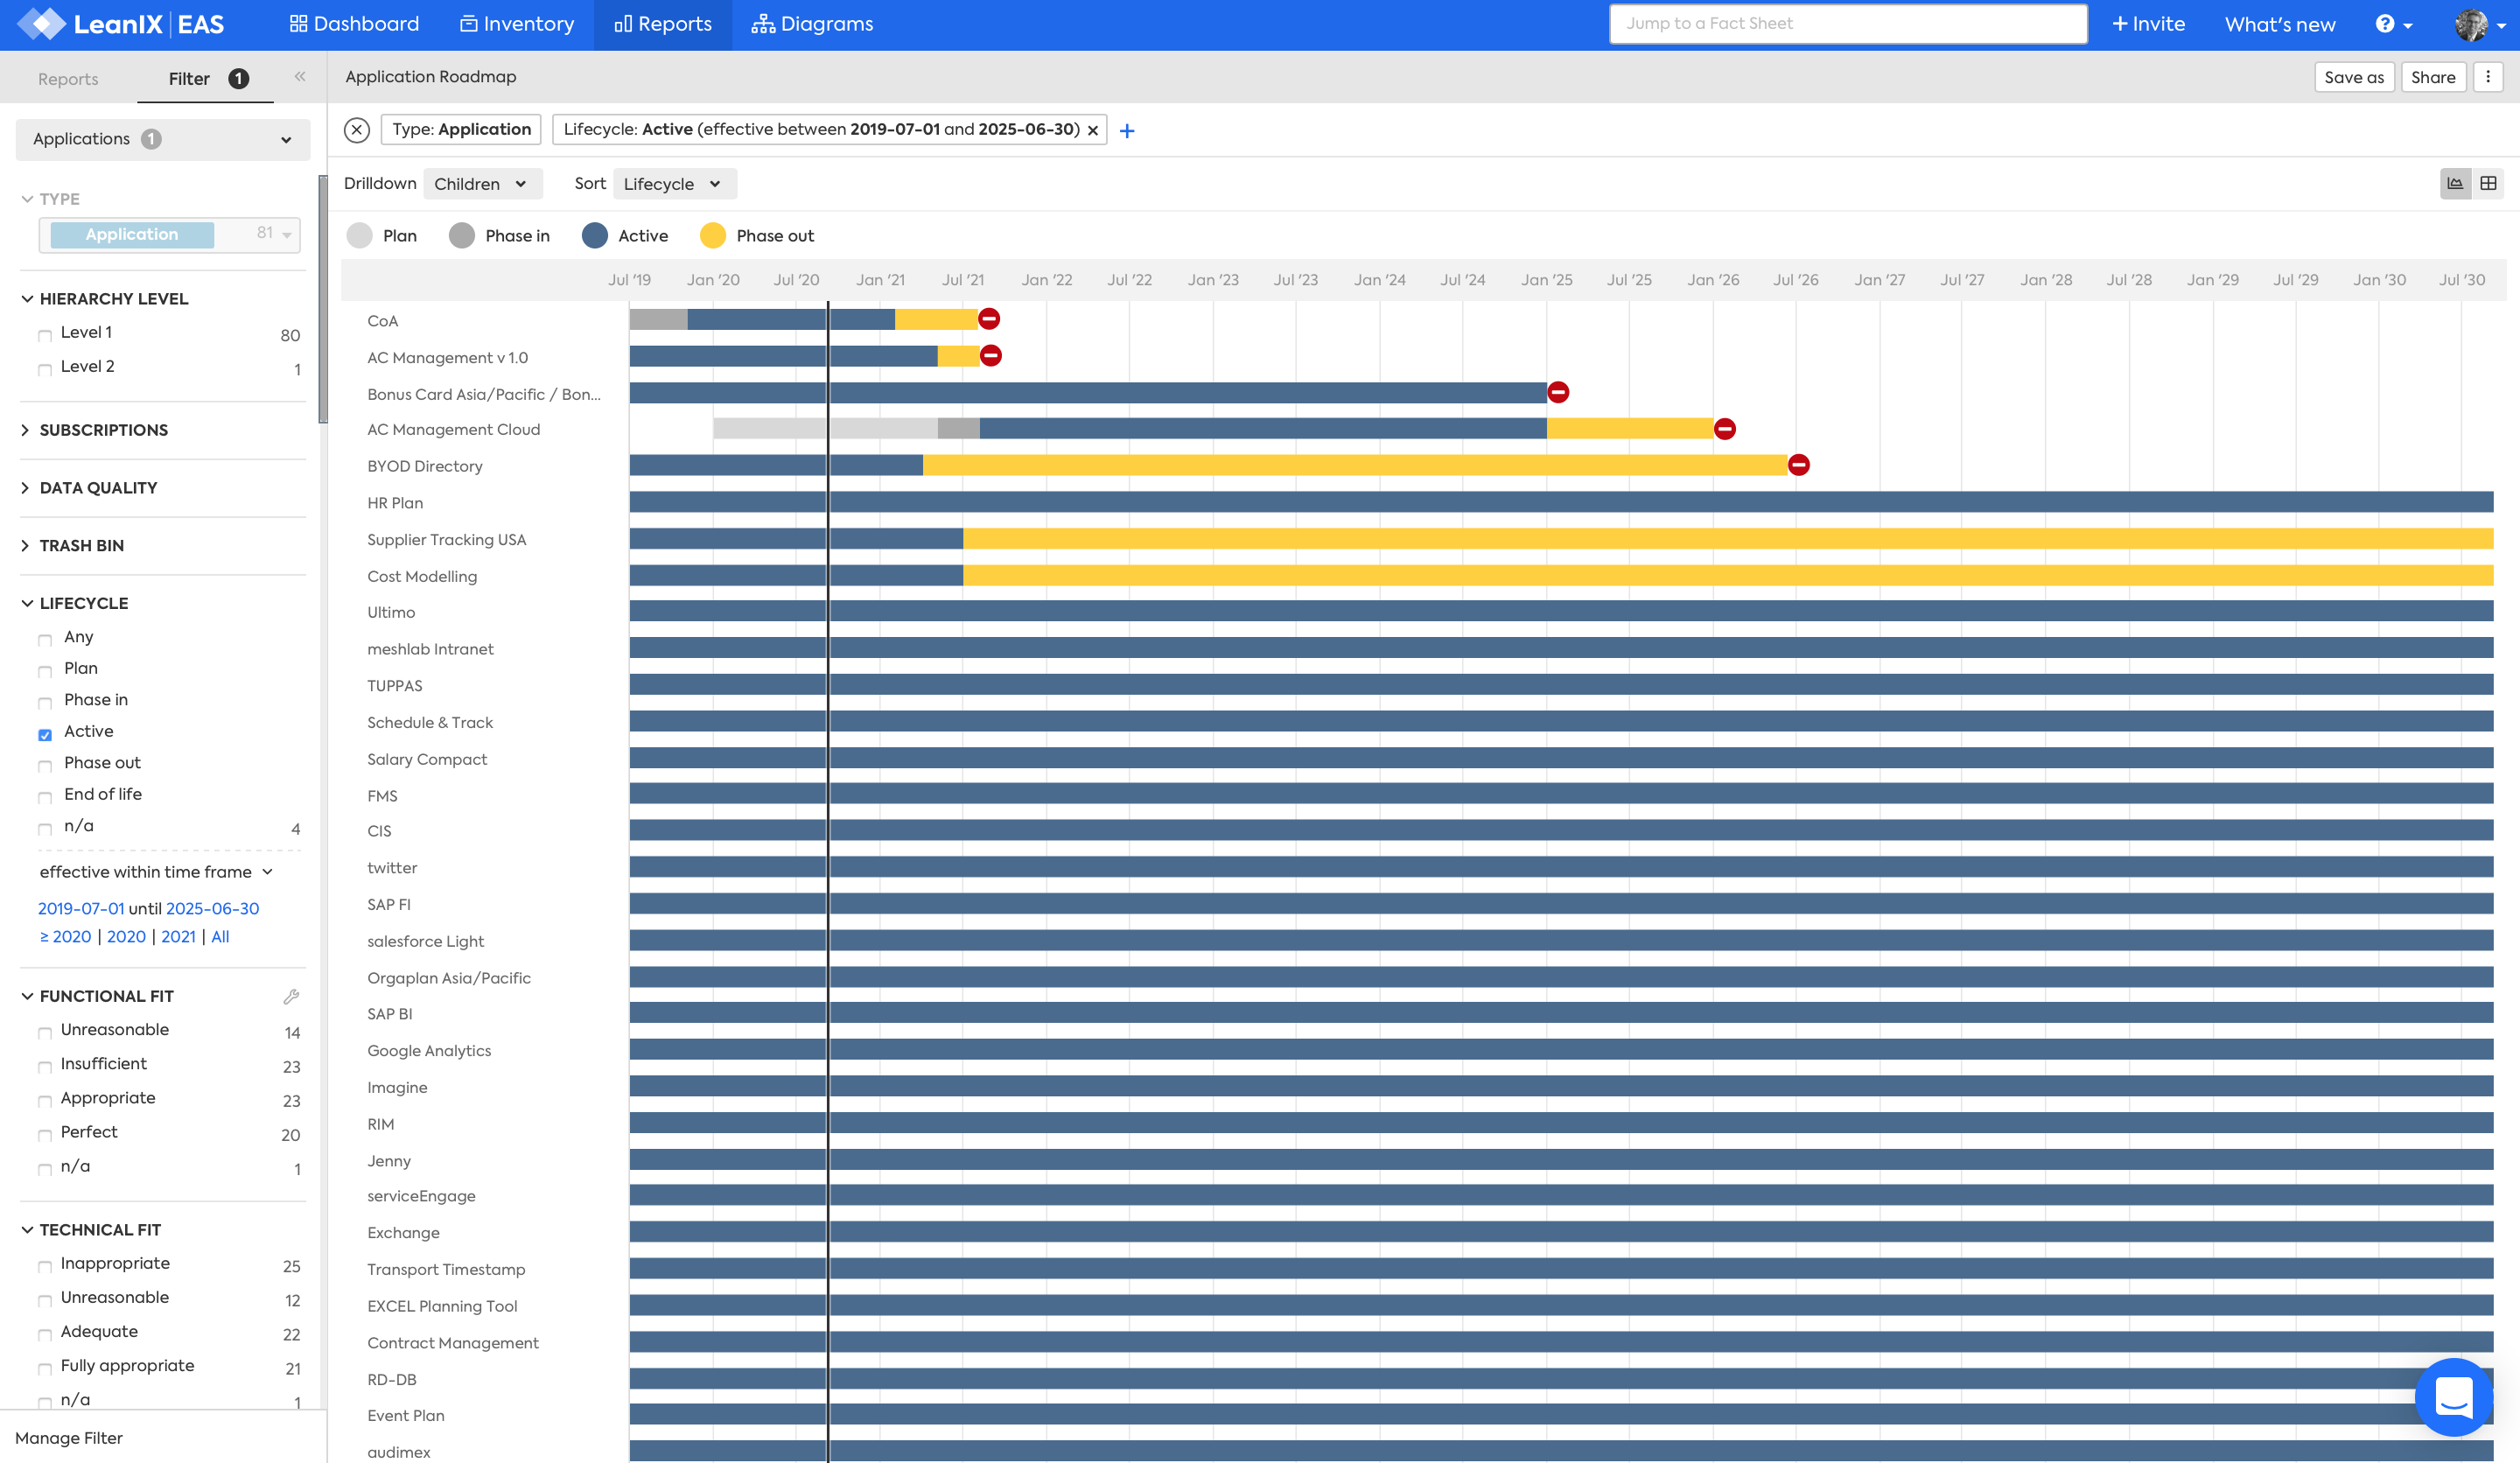 LeanIX | EAS Dashboard Inventory Reports Diagrams Jump to a Fact Sheet + Invite What's new ?
Reports Filter 1 «
Application Roadmap Save as Share
Applications 1
Type: Application Lifecycle: Active (effective between 2019-07-01 and 2025-06-30) × +
Drilldown Children Sort Lifecycle
Plan Phase in Active Phase out
TYPE
Application 81
HIERARCHY LEVEL
Level 1 80
Level 2 1
SUBSCRIPTIONS
DATA QUALITY
TRASH BIN
LIFECYCLE
Any
Plan
Phase in
Active
Phase out
End of life
n/a 4
effective within time frame
2019-07-01 until 2025-06-30
≥ 2020 | 2020 | 2021 | All
FUNCTIONAL FIT
Unreasonable 14
Insufficient 23
Appropriate 23
Perfect 20
n/a 1
TECHNICAL FIT
Inappropriate 25
Unreasonable 12
Adequate 22
Fully appropriate 21
n/a 1
Manage Filter
Jul '19 Jan '20 Jul '20 Jan '21 Jul '21 Jan '22 Jul '22 Jan '23 Jul '23 Jan '24 Jul '24 Jan '25 Jul '25 Jan '26 Jul '26 Jan '27 Jul '27 Jan '28 Jul '28 Jan '29 Jul '29 Jan '30 Jul '30
CoA
AC Management v 1.0
Bonus Card Asia/Pacific / Bon...
AC Management Cloud
BYOD Directory
HR Plan
Supplier Tracking USA
Cost Modelling
Ultimo
meshlab Intranet
TUPPAS
Schedule & Track
Salary Compact
FMS
CIS
twitter
SAP FI
salesforce Light
Orgaplan Asia/Pacific
SAP BI
Google Analytics
Imagine
RIM
Jenny
serviceEngage
Exchange
Transport Timestamp
EXCEL Planning Tool
Contract Management
RD-DB
Event Plan
audimex